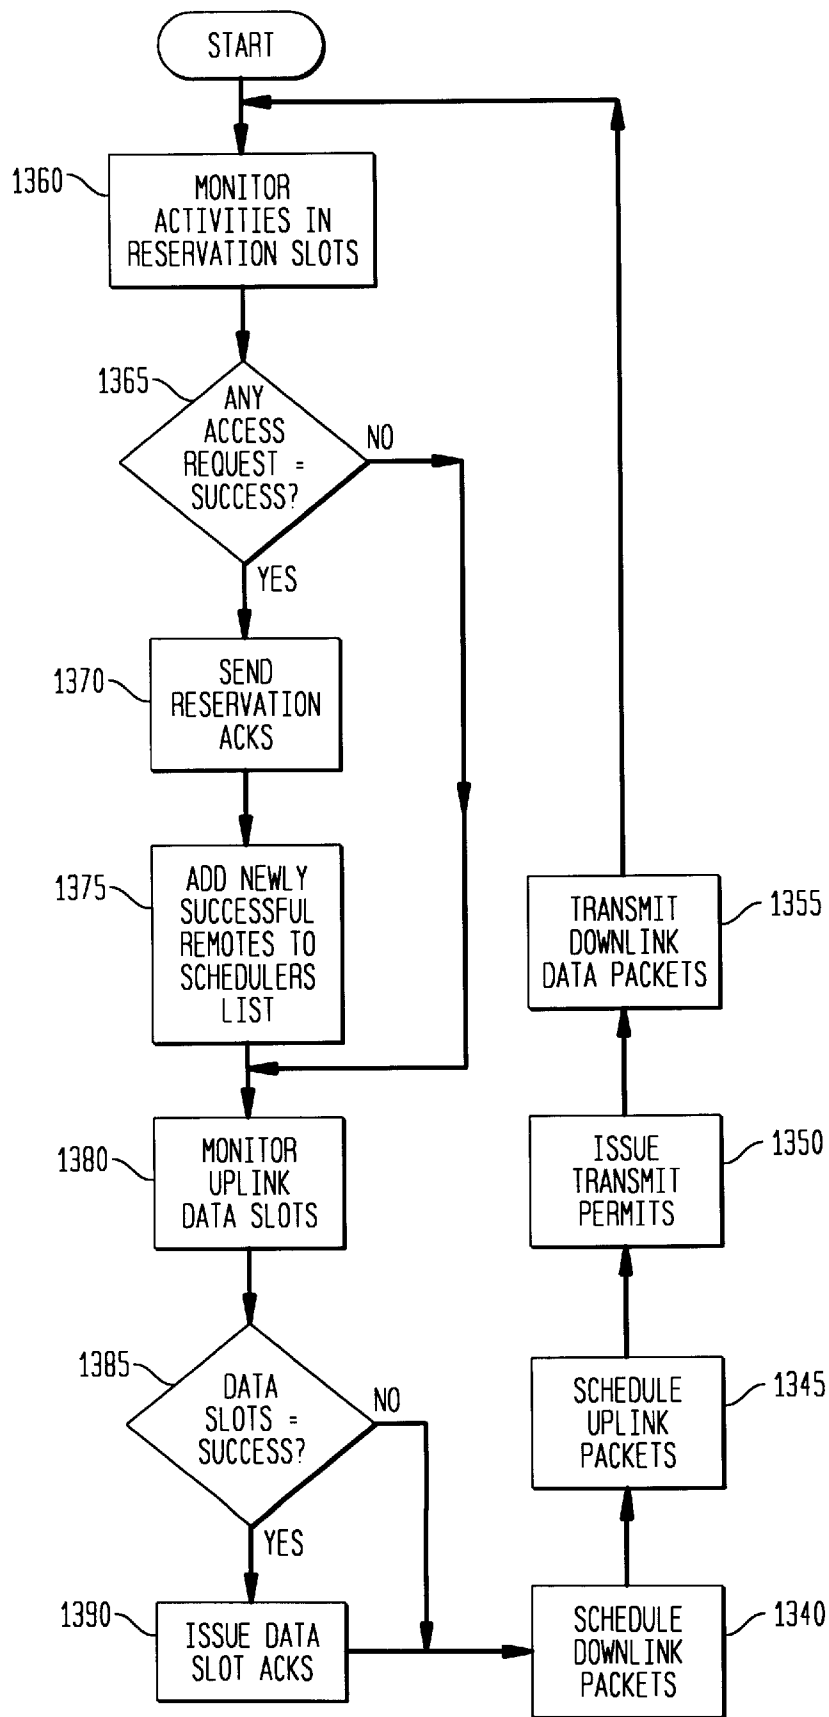 START
1360
MONITOR
ACTIVITIES IN
RESERVATION SLOTS
1365
ANY
ACCESS
REQUEST =
SUCCESS?
NO
YES
1370
SEND
RESERVATION
ACKS
1375
ADD NEWLY
SUCCESSFUL
REMOTES TO
SCHEDULERS
LIST
1380
MONITOR
UPLINK
DATA SLOTS
1385
DATA
SLOTS =
SUCCESS?
NO
YES
1390
ISSUE DATA
SLOT ACKS
1340
SCHEDULE
DOWNLINK
PACKETS
1345
SCHEDULE
UPLINK
PACKETS
1350
ISSUE
TRANSMIT
PERMITS
1355
TRANSMIT
DOWNLINK
DATA PACKETS